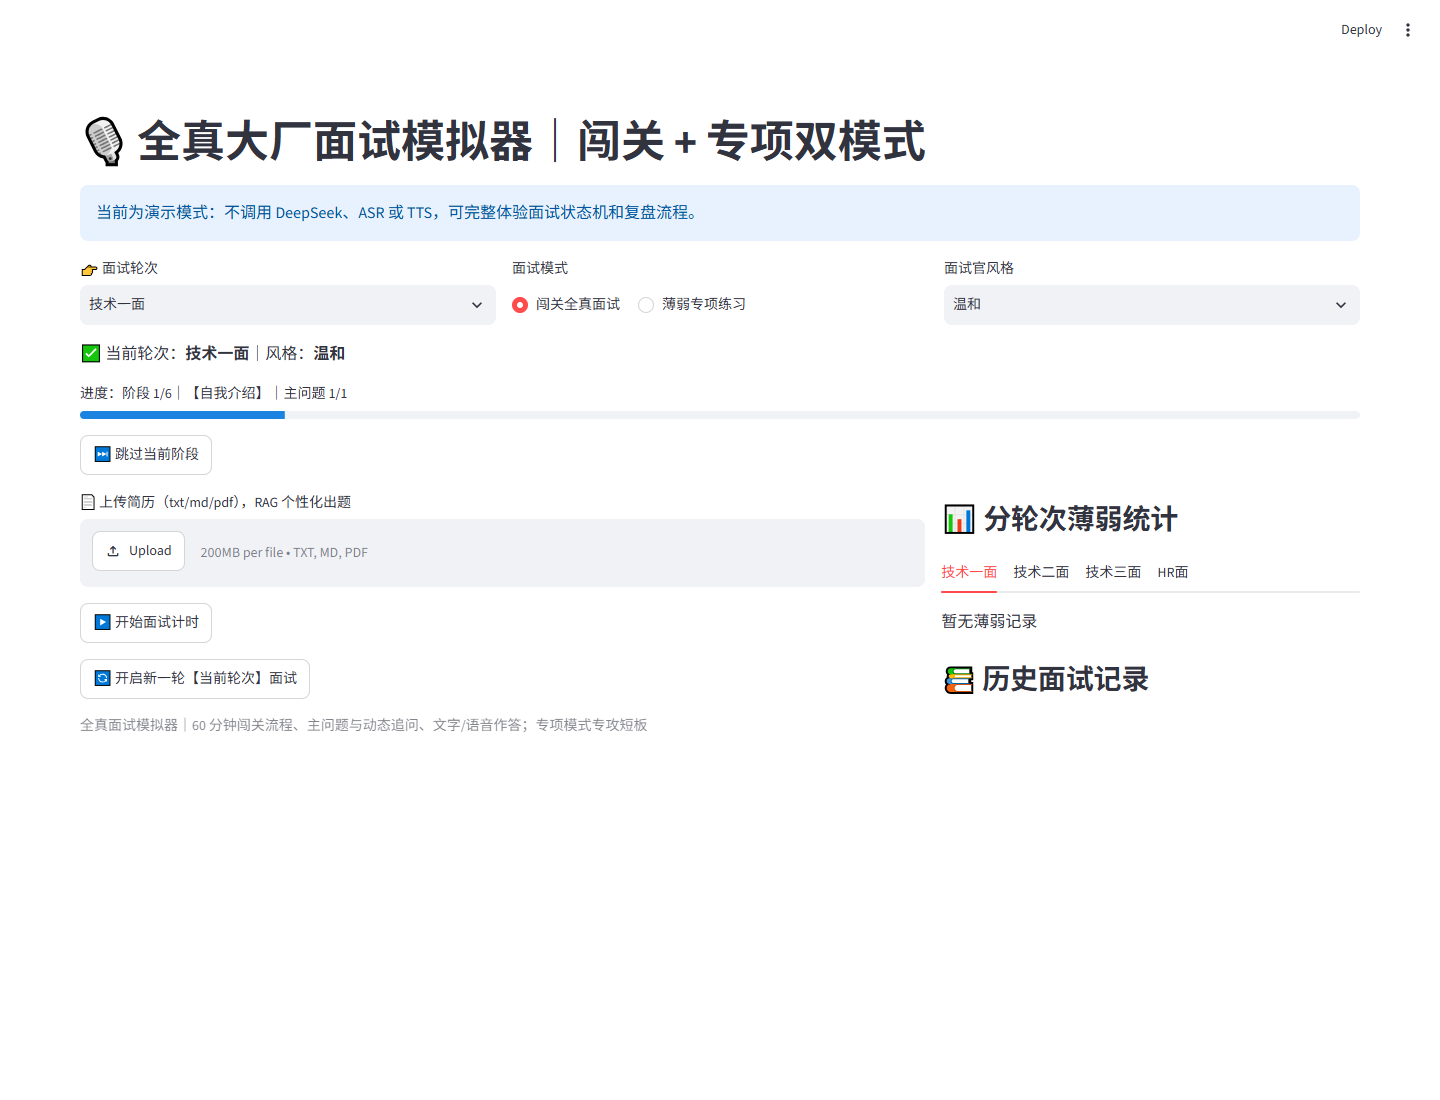 Deploy
全真大厂面试模拟器｜闯关 + 专项双模式
当前为演示模式：不调用 DeepSeek、ASR 或 TTS，可完整体验面试状态机和复盘流程。
面试轮次
面试模式
面试官风格
技术一面
闯关全真面试
薄弱专项练习
温和
当前轮次：技术一面｜风格：温和
进度：阶段 1/6｜【自我介绍】｜主问题 1/1
跳过当前阶段
上传简历（txt/md/pdf），RAG 个性化出题
Upload
200MB per file • TXT, MD, PDF
开始面试计时
开启新一轮【当前轮次】面试
全真面试模拟器｜60 分钟闯关流程、主问题与动态追问、文字/语音作答；专项模式专攻短板
分轮次薄弱统计
技术一面 技术二面 技术三面 HR面
暂无薄弱记录
历史面试记录